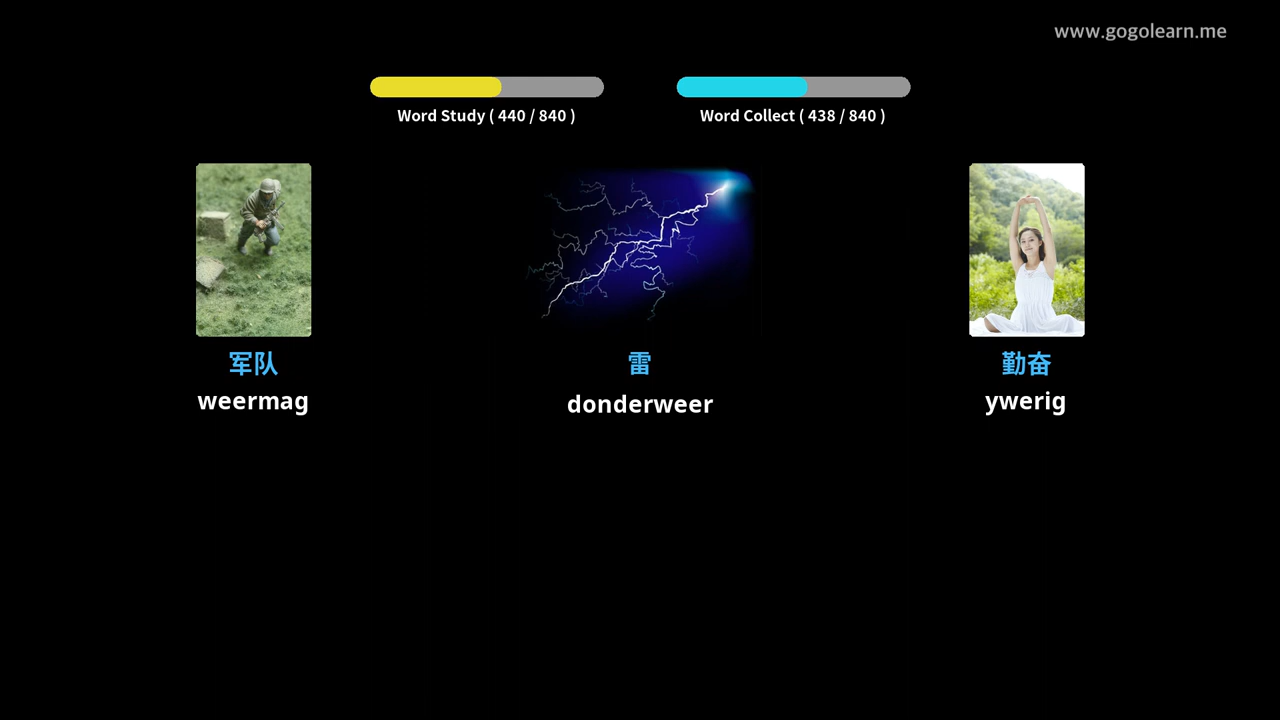 www.gogolearn.me
Word Study ( 440 / 840 )
Word Collect ( 438 / 840 )
军队
weermag
雷
donderweer
勤奋
ywerig